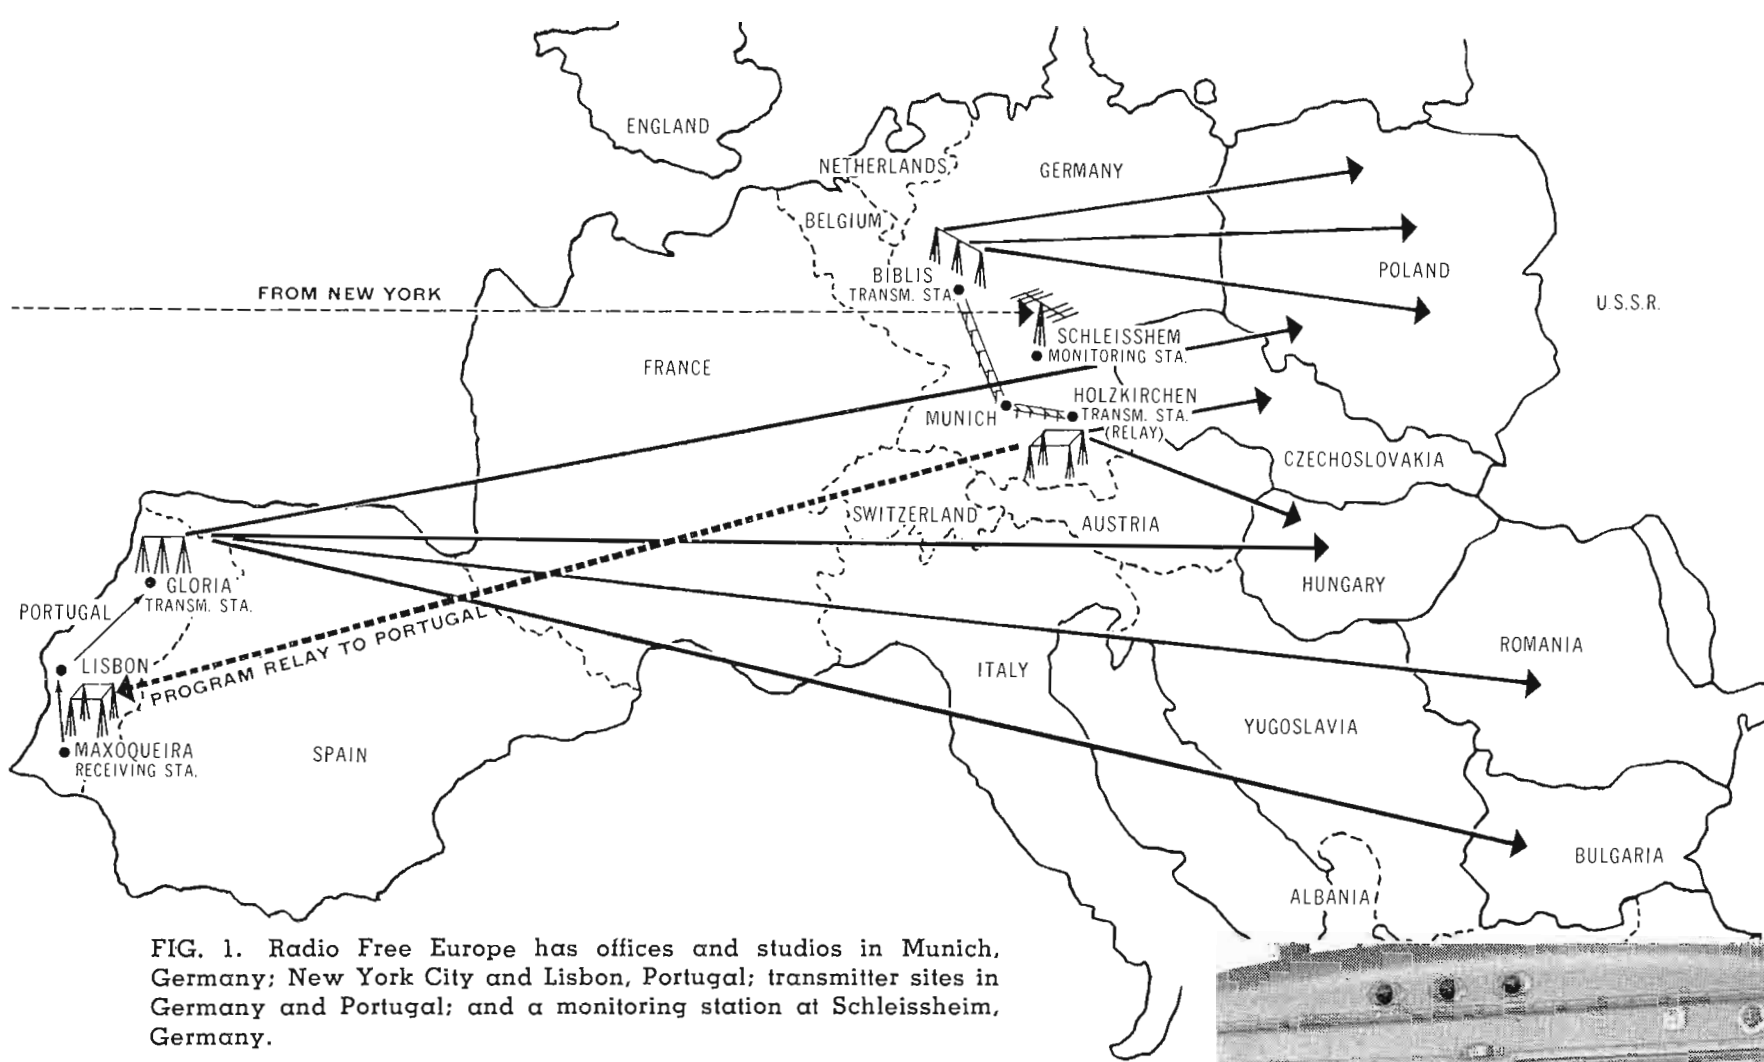 ENGLAND
NETHERLANDS
GERMANY
BELGIUM
BIBLIS
TRANSM. STA.
POLAND
U.S.S.R.
FROM NEW YORK
SCHLEISSHEM
MONITORING STA.
FRANCE
HOLZKIRCHEN
TRANSM. STA.
(RELAY)
MUNICH
CZECHOSLOVAKIA
SWITZERLAND
AUSTRIA
HUNGARY
GLORIA
TRANSM. STA.
PORTUGAL
PROGRAM RELAY TO PORTUGAL
LISBON
ITALY
ROMANIA
YUGOSLAVIA
MAXOQUEIRA
RECEIVING STA.
SPAIN
BULGARIA
ALBANIA
FIG. 1. Radio Free Europe has offices and studios in Munich,
Germany; New York City and Lisbon, Portugal; transmitter sites in
Germany and Portugal; and a monitoring station at Schleissheim,
Germany.